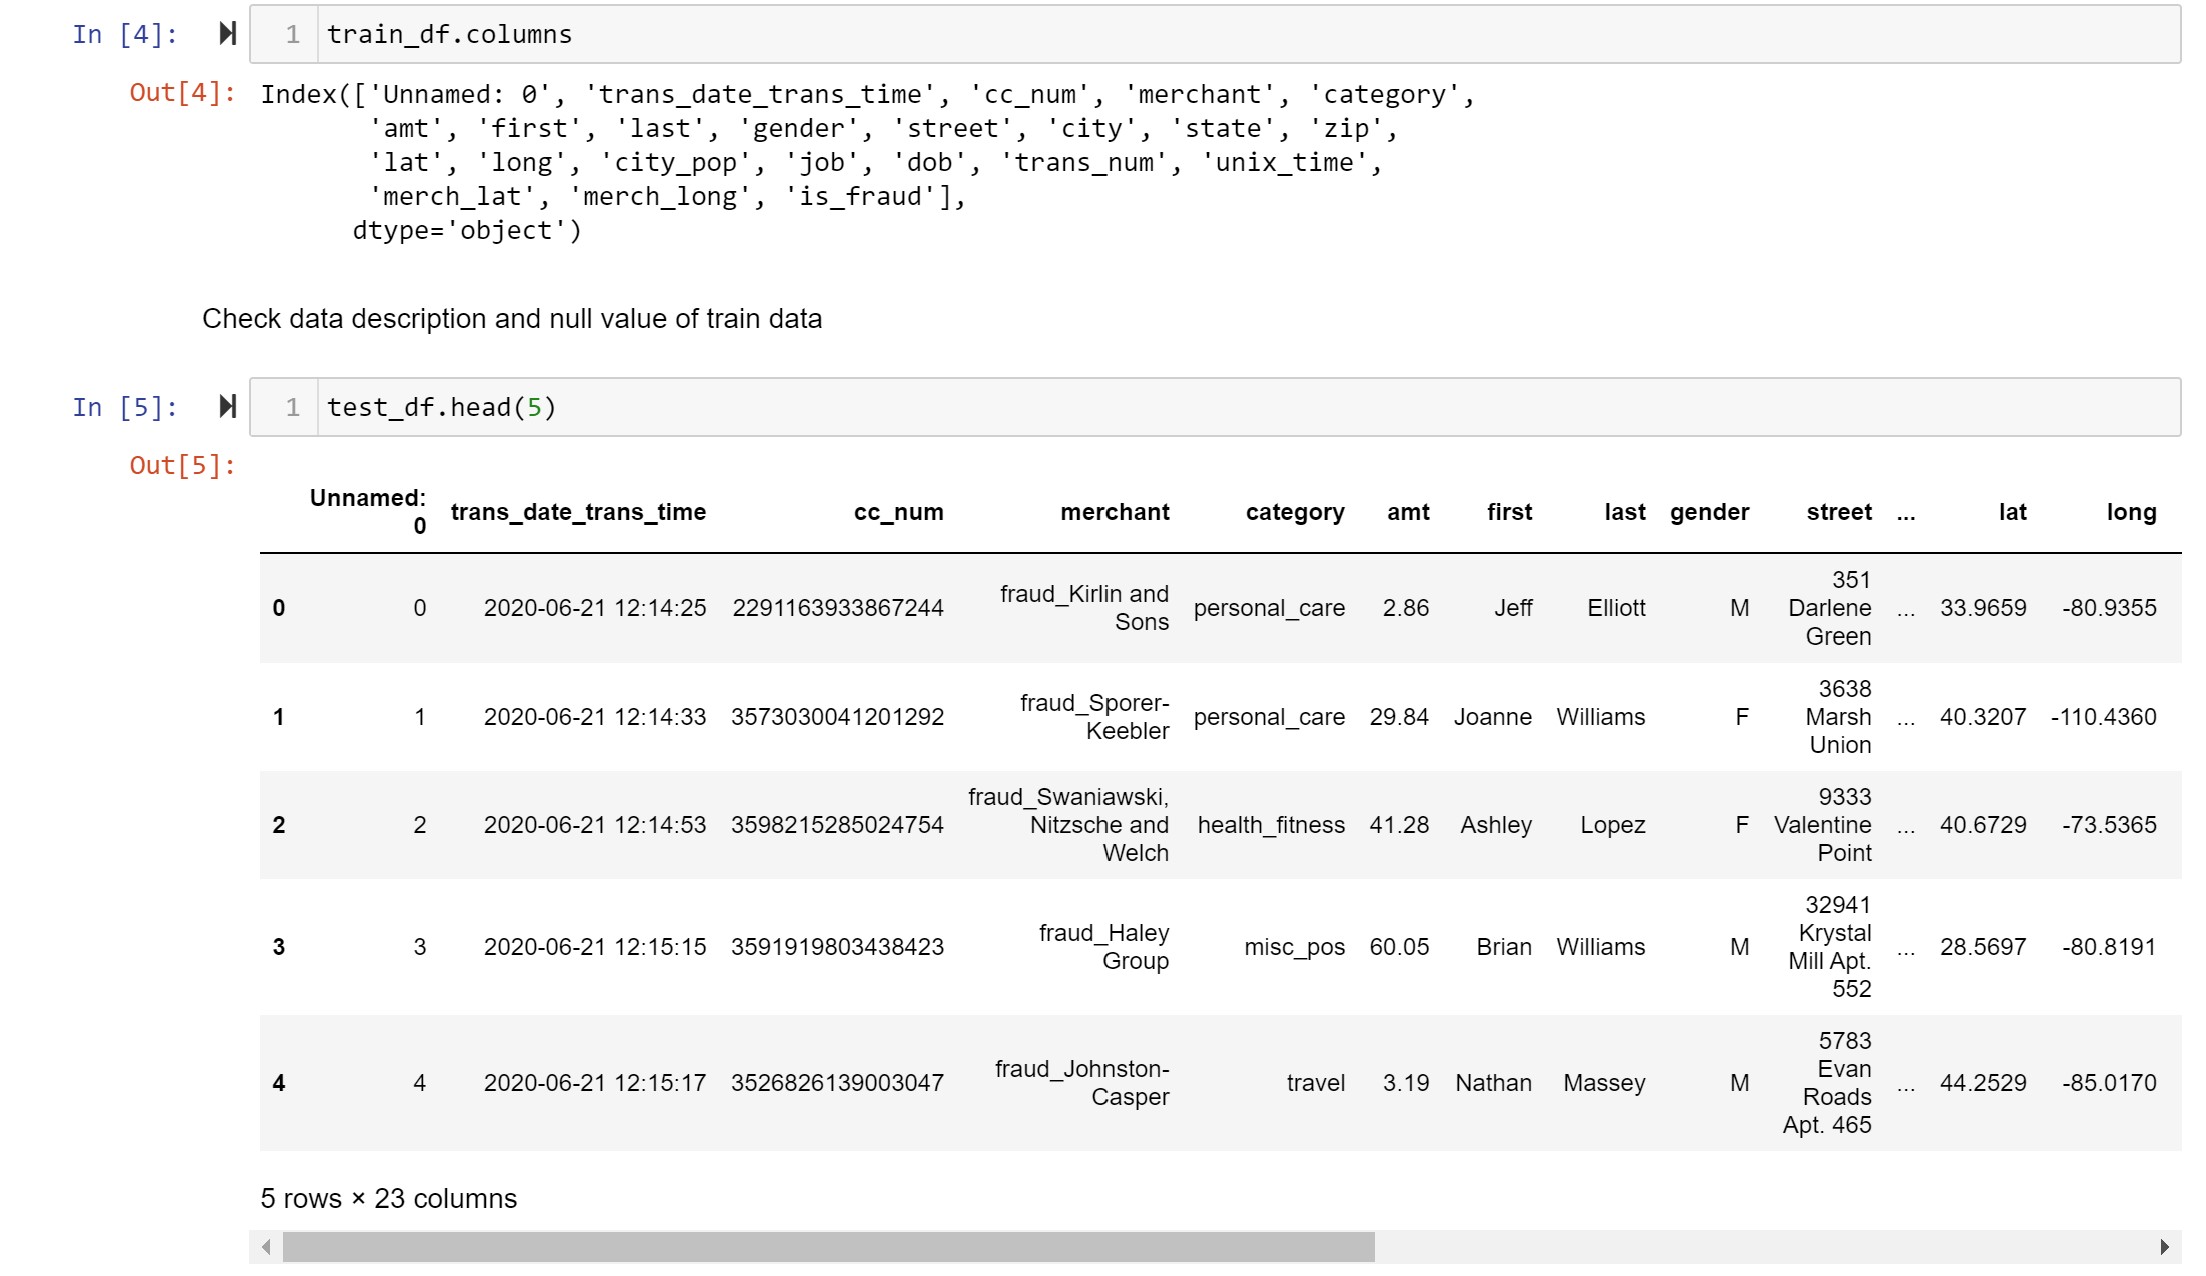 In [4]: 1 train_df.columns
Out[4]: Index(['Unnamed: 0', 'trans_date_trans_time', 'cc_num', 'merchant', 'category',
'amt', 'first', 'last', 'gender', 'street', 'city', 'state', 'zip',
'lat', 'long', 'city_pop', 'job', 'dob', 'trans_num', 'unix_time',
'merch_lat', 'merch_long', 'is_fraud'],
dtype='object')
Check data description and null value of train data
In [5]: 1 test_df.head(5)
Out[5]:
Unnamed:
0 trans_date_trans_time cc_num merchant category amt first last gender street ... lat long
0 0 2020-06-21 12:14:25 2291163933867244 fraud_Kirlin and
Sons personal_care 2.86 Jeff Elliott M 351
Darlene
Green ... 33.9659 -80.9355
1 1 2020-06-21 12:14:33 3573030041201292 fraud_Sporer-
Keebler personal_care 29.84 Joanne Williams F 3638
Marsh
Union ... 40.3207 -110.4360
2 2 2020-06-21 12:14:53 3598215285024754 fraud_Swaniawski,
Nitzsche and
Welch health_fitness 41.28 Ashley Lopez F 9333
Valentine
Point ... 40.6729 -73.5365
3 3 2020-06-21 12:15:15 3591919803438423 fraud_Haley
Group misc_pos 60.05 Brian Williams M 32941
Krystal
Mill Apt.
552 ... 28.5697 -80.8191
4 4 2020-06-21 12:15:17 3526826139003047 fraud_Johnston-
Casper travel 3.19 Nathan Massey M 5783
Evan
Roads
Apt. 465 ... 44.2529 -85.0170
5 rows × 23 columns